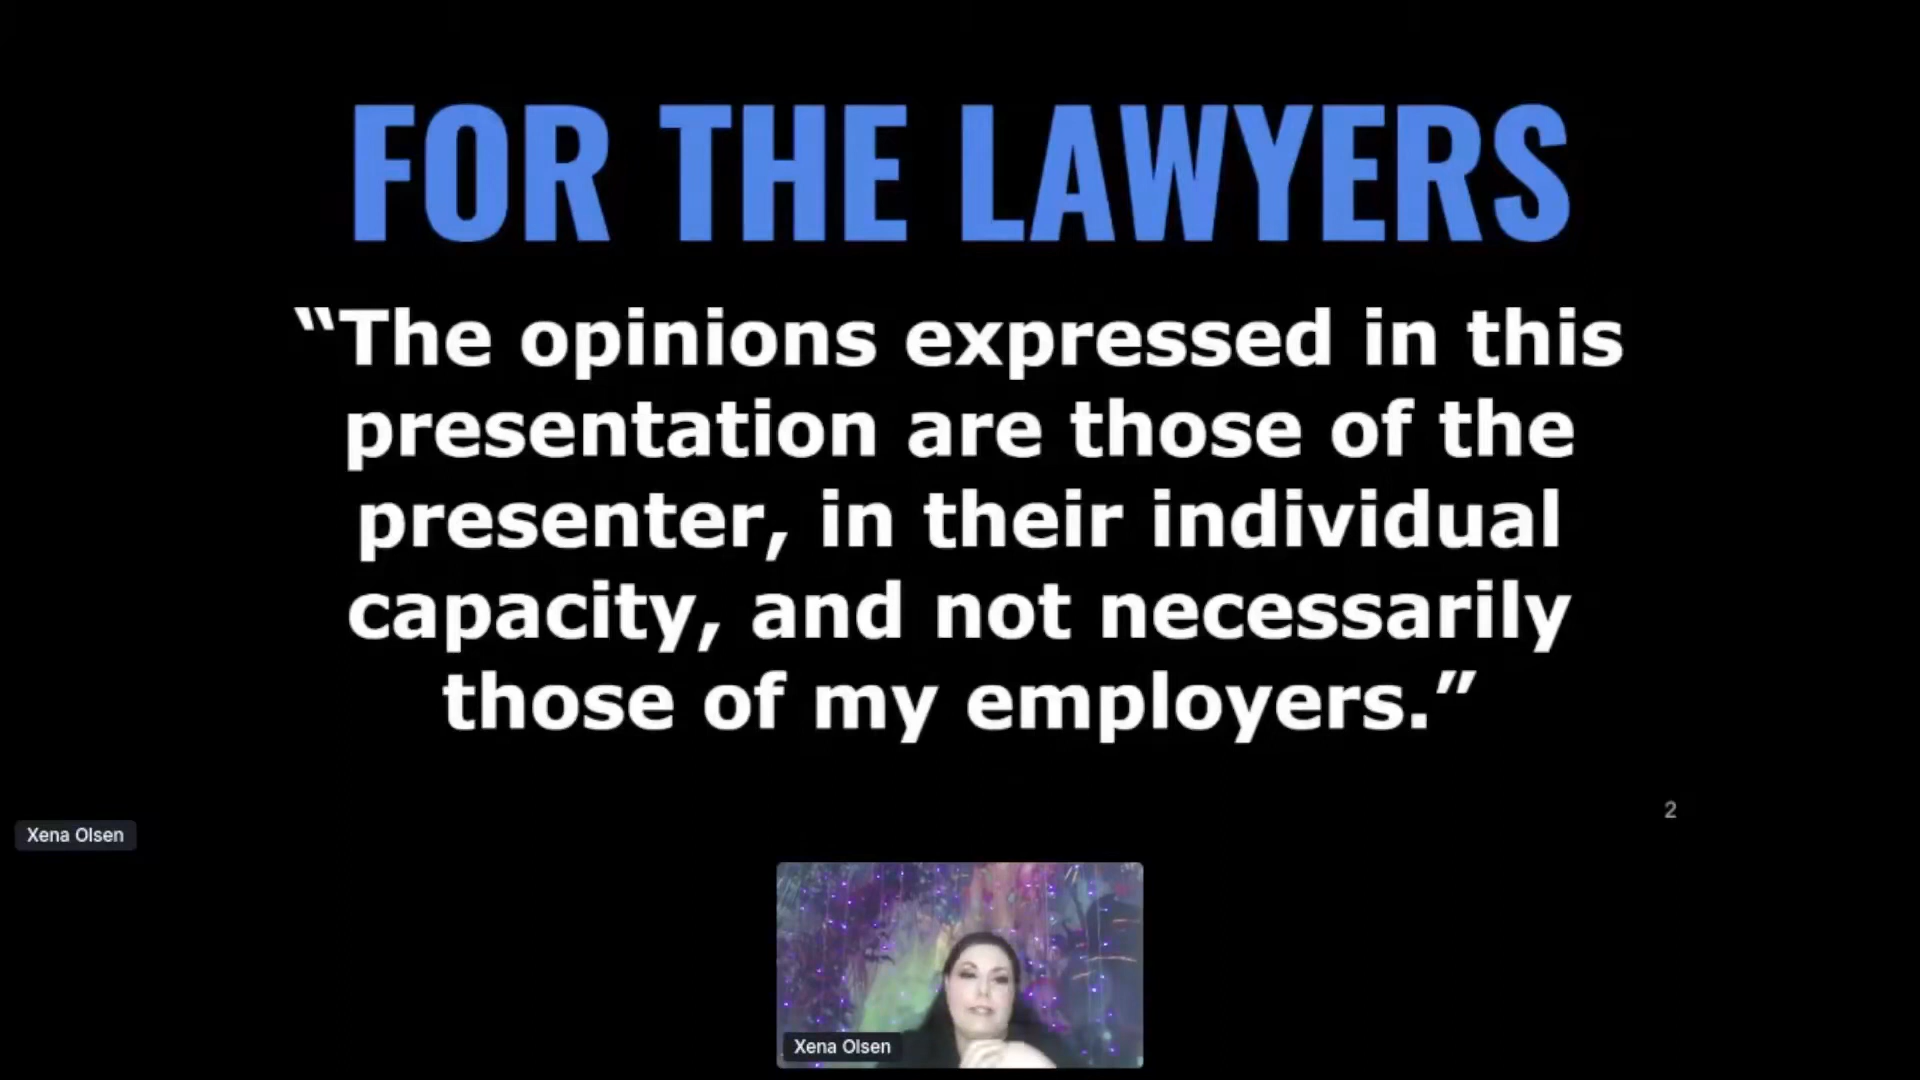 FOR THE LAWYERS
“The opinions expressed in this
presentation are those of the
presenter, in their individual
capacity, and not necessarily
those of my employers.”
2
Xena Olsen
Xena Olsen